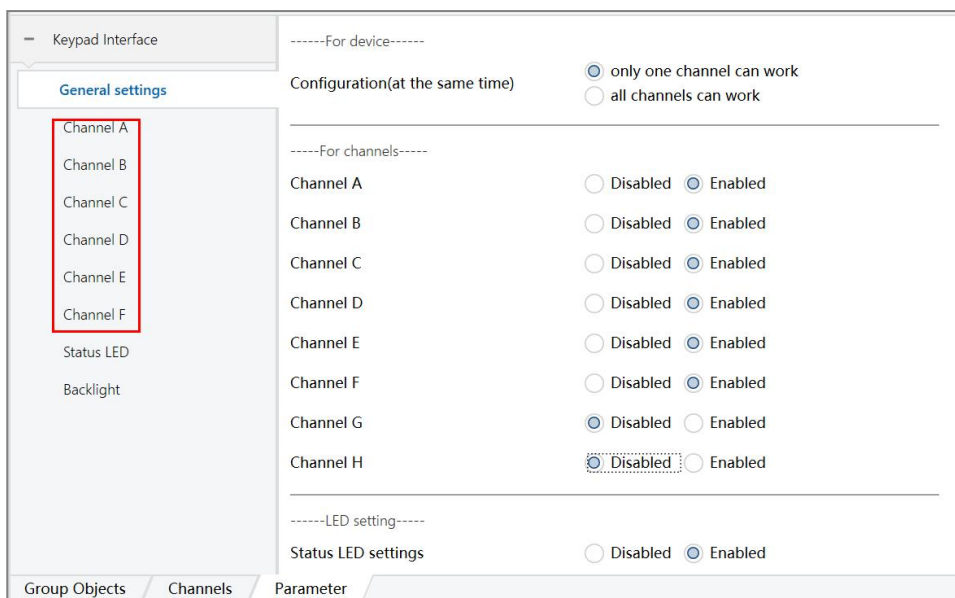 Keypad Interface
General settings
Channel A
Channel B
Channel C
Channel D
Channel E
Channel F
Status LED
Backlight
------For device------
Configuration(at the same time)
only one channel can work
all channels can work
-----For channels-----
Channel A Disabled Enabled
Channel B Disabled Enabled
Channel C Disabled Enabled
Channel D Disabled Enabled
Channel E Disabled Enabled
Channel F Disabled Enabled
Channel G Disabled Enabled
Channel H Disabled Enabled
------LED setting-----
Status LED settings Disabled Enabled
Group Objects Channels Parameter